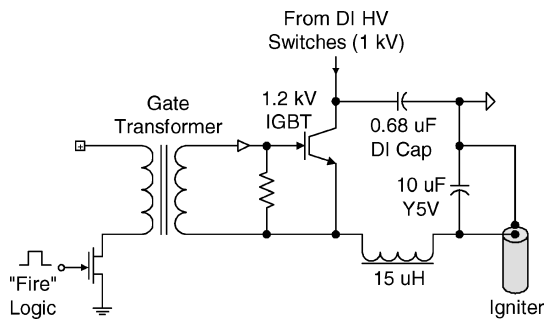 From DI HV
Switches (1 kV)
1.2 kV
IGBT
Gate
Transformer
0.68 uF
DI Cap
10 uF
Y5V
+
"Fire"
Logic
15 uH
Igniter